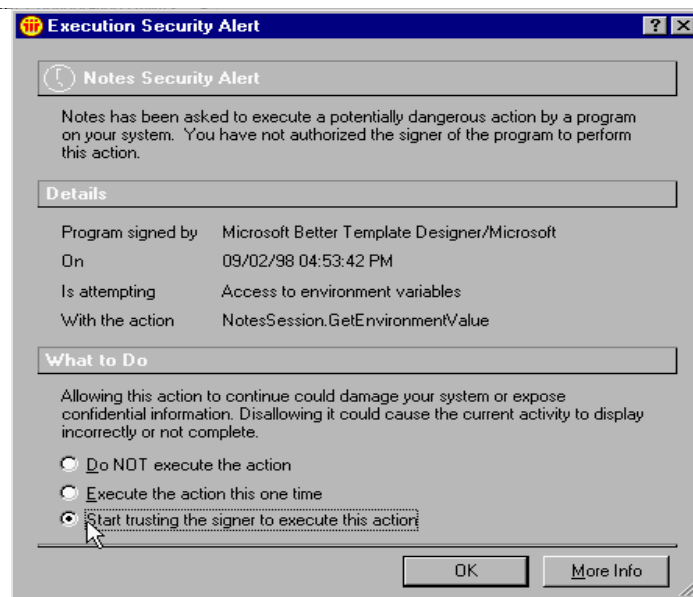 Execution Security Alert
Notes Security Alert
Notes has been asked to execute a potentially dangerous action by a program
on your system. You have not authorized the signer of the program to perform
this action.
Details
Program signed by Microsoft Better Template Designer/Microsoft
On 09/02/98 04:53:42 PM
Is attempting Access to environment variables
With the action NotesSession.GetEnvironmentValue
What to Do
Allowing this action to continue could damage your system or expose
confidential information. Disallowing it could cause the current activity to display
incorrectly or not complete.
Do NOT execute the action
Execute the action this one time
Start trusting the signer to execute this action
OK More Info